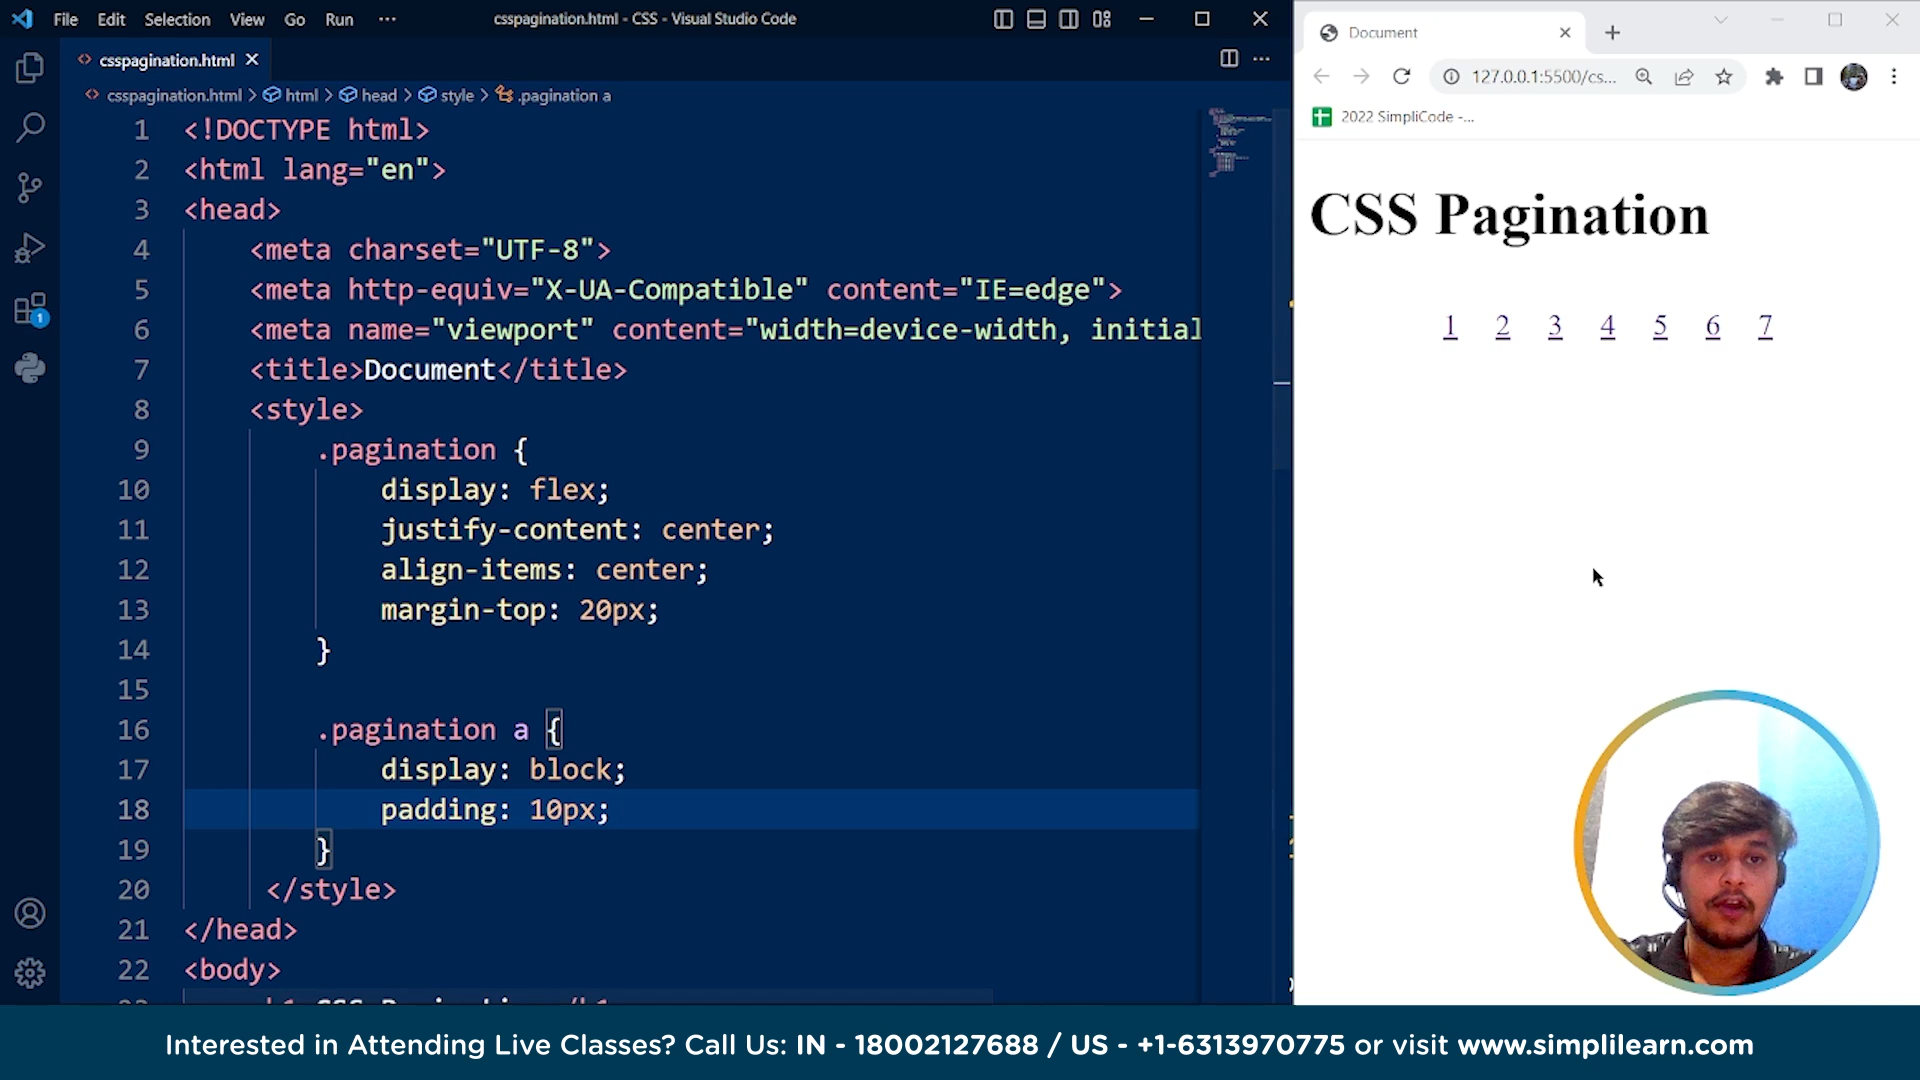 File Edit Selection View Go Run ··· csspagination.html - CSS - Visual Studio Code
csspagination.html
csspagination.html > html > head > style > .pagination a
1 <!DOCTYPE html>
2 <html lang="en">
3 <head>
4 <meta charset="UTF-8">
5 <meta http-equiv="X-UA-Compatible" content="IE=edge">
6 <meta name="viewport" content="width=device-width, initial
7 <title>Document</title>
8 <style>
9 .pagination {
10 display: flex;
11 justify-content: center;
12 align-items: center;
13 margin-top: 20px;
14 }
15
16 .pagination a {
17 display: block;
18 padding: 10px;
19 }
20 </style>
21 </head>
22 <body>
1
Document
127.0.0.1:5500/cs...
2022 SimpliCode -...
CSS Pagination
1 2 3 4 5 6 7
Interested in Attending Live Classes? Call Us: IN - 18002127688 / US - +1-6313970775 or visit www.simplilearn.com